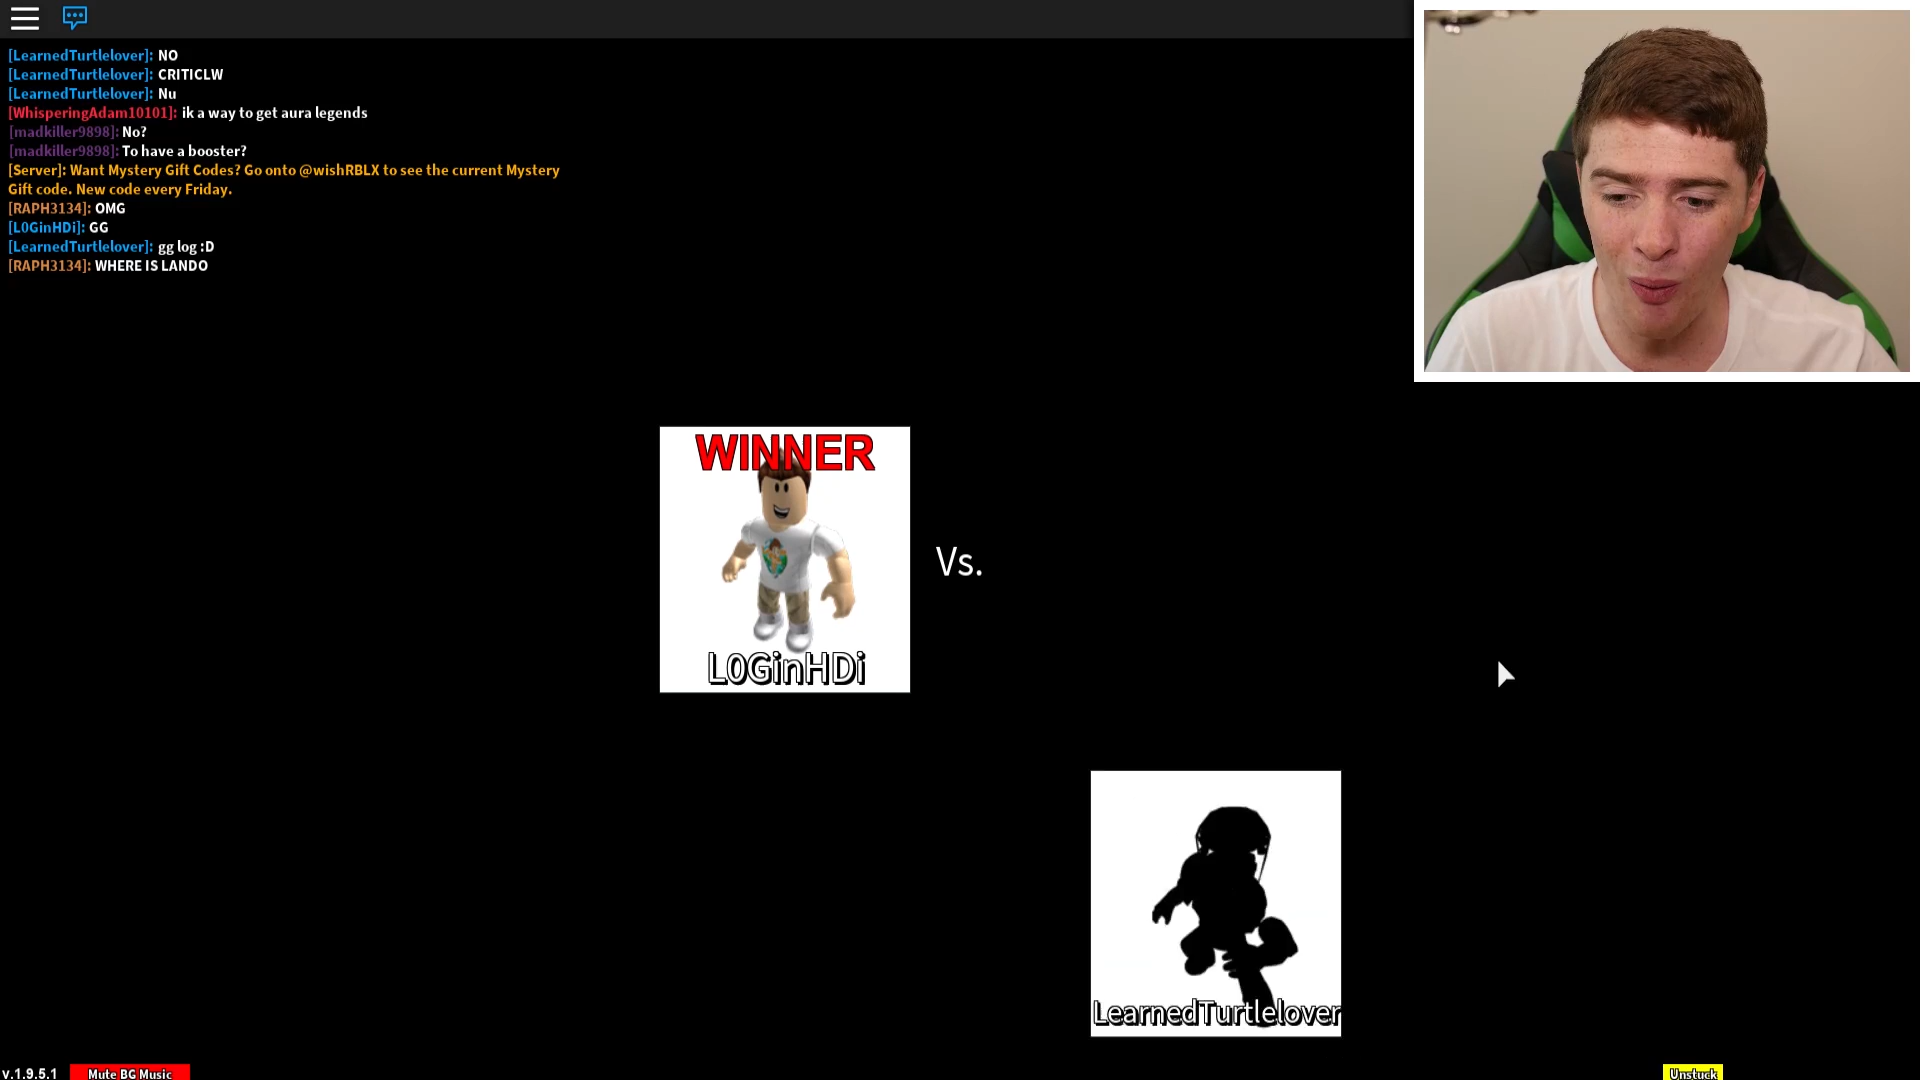 [LearnedTurtlelover]: NO
[LearnedTurtlelover]: CRITICLW
[LearnedTurtlelover]: Nu
[WhisperingAdam10101]: ik a way to get aura legends
[madkiller9898]: No?
[madkiller9898]: To have a booster?
[Server]: Want Mystery Gift Codes? Go onto @wishRBLX to see the current Mystery
Gift code. New code every Friday.
[RAPH3134]: OMG
[L0GinHDi]: GG
[LearnedTurtlelover]: gg log :D
[RAPH3134]: WHERE IS LANDO
WINNER
L0GinHDi
Vs.
LearnedTurtlelover
v.1.9.5.1
Mute BG Music
Unstuck